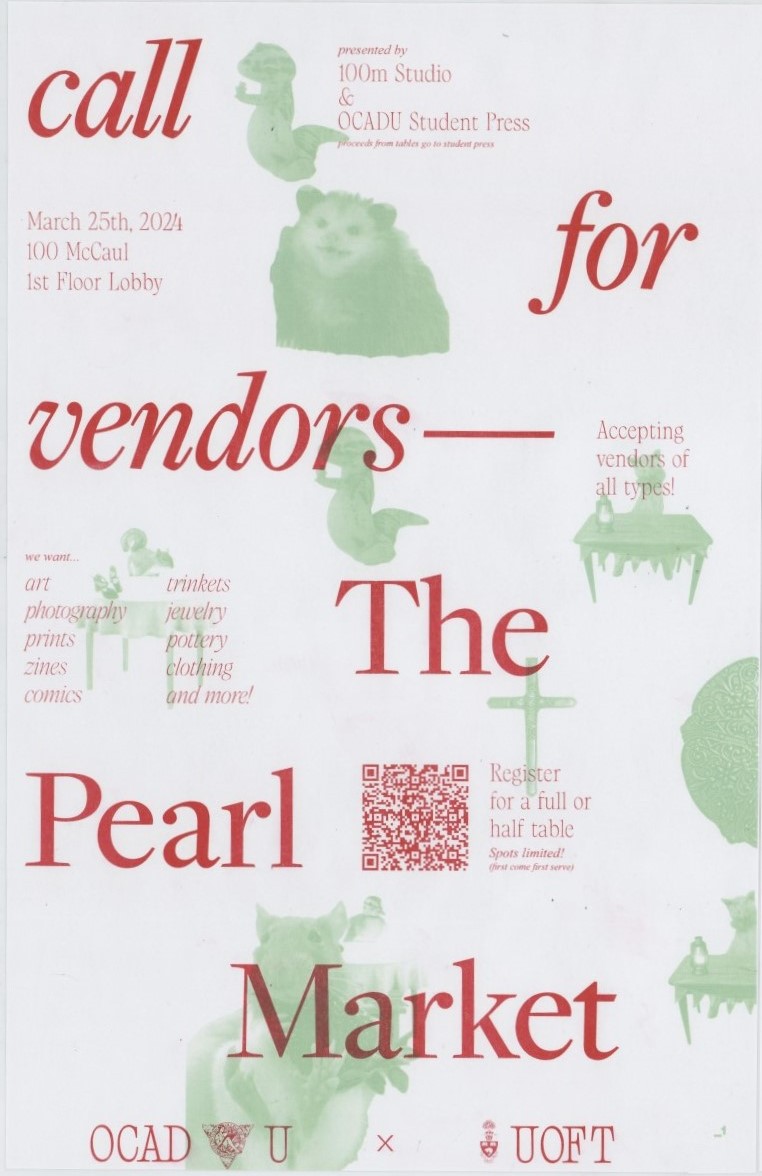 call
presented by
100m Studio
&
OCADU Student Press
proceeds from tables go to student press
March 25th, 2024
100 McCaul
1st Floor Lobby
for
vendors—
Accepting
vendors of
all types!
we want...
art
photography
prints
zines
comics
trinkets
jewelry
pottery
clothing
and more!
The
Pearl
Register
for a full or
half table
Spots limited!
(first come first serve)
Market
OCAD U × UOFT